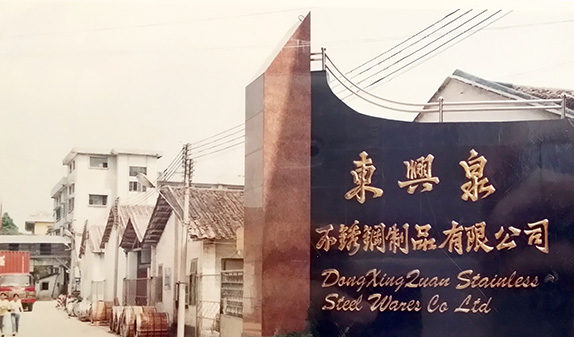 東興泉
不銹鋼制品有限公司
DongXingQuan Stainless
Steel Wares Co Ltd